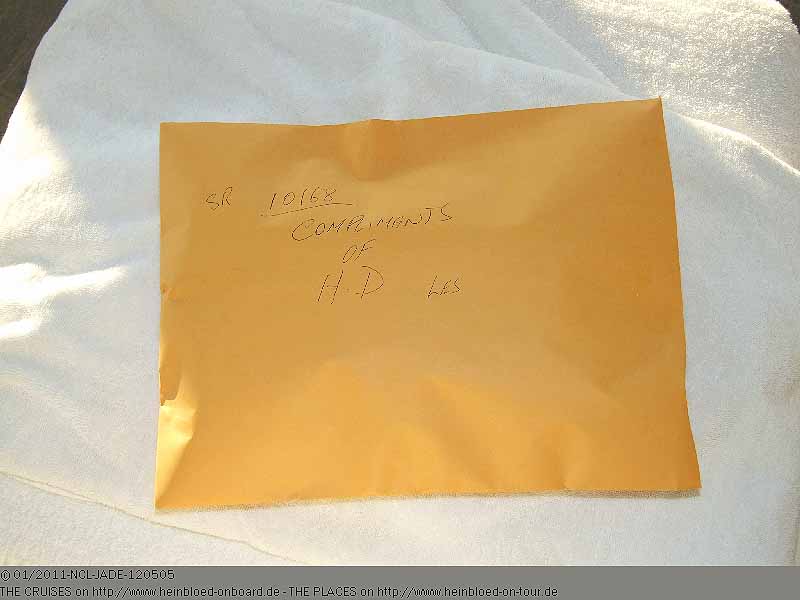 SR 10168
COMPLIMENTS
OF
H.D LES
©01/2011-NCL-JADE-120505
THE CRUISES on http://www.heinbloed-onboard.de - THE PLACES on http://www.heinbloed-on-tour.de